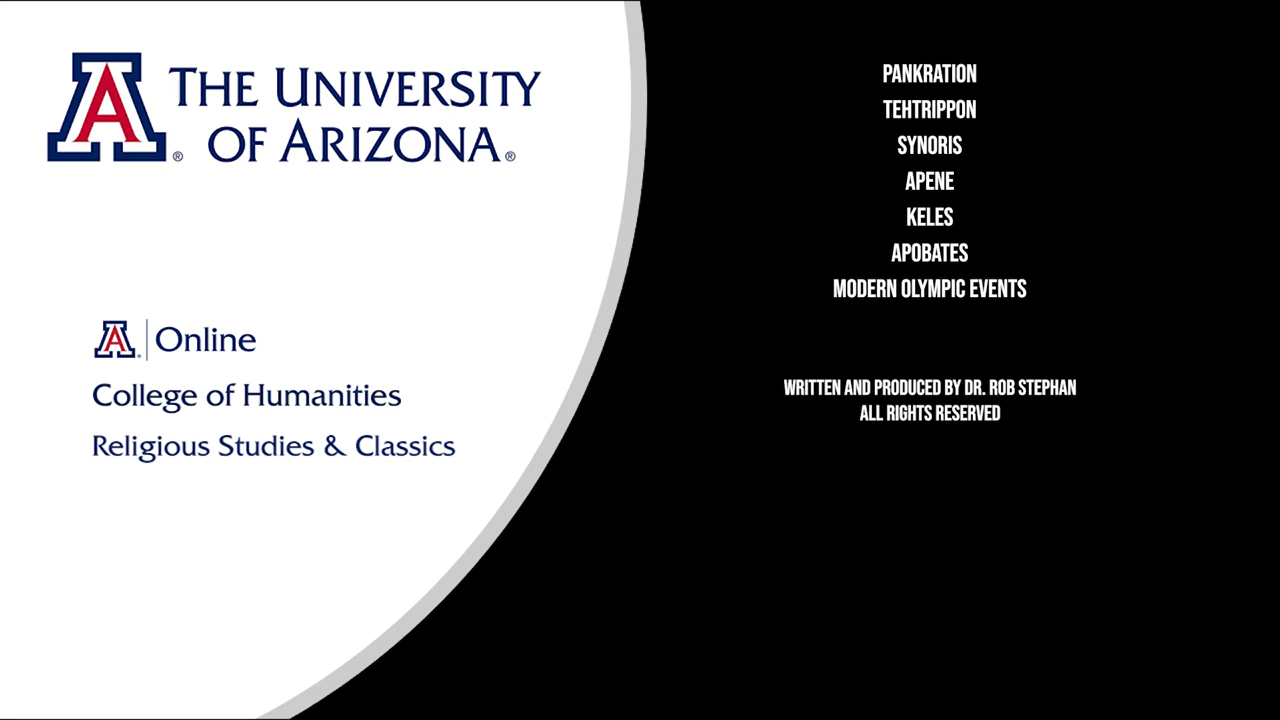 A® THE UNIVERSITY
OF ARIZONA®
A Online
College of Humanities
Religious Studies & Classics
PANKRATION
TEHTRIPPON
SYNORIS
APENE
KELES
APOBATES
MODERN OLYMPIC EVENTS
WRITTEN AND PRODUCED BY DR. ROB STEPHAN
ALL RIGHTS RESERVED